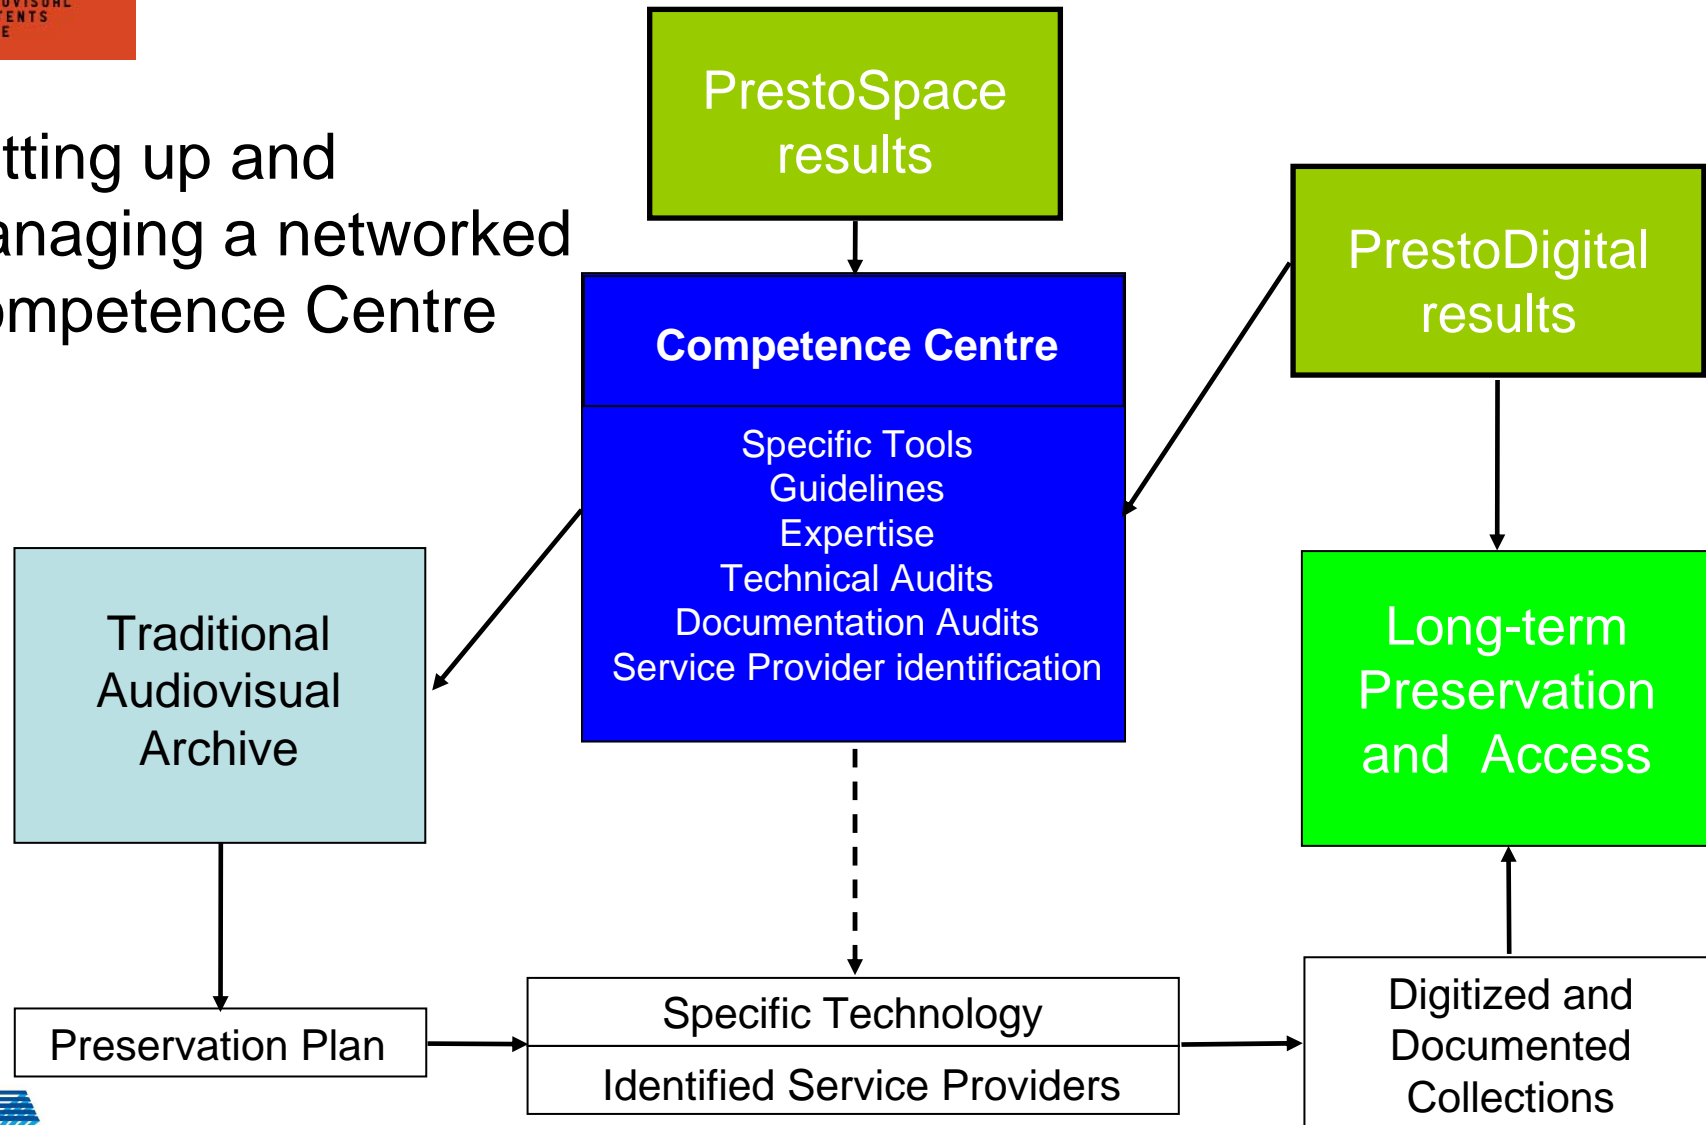 tting up and
anaging a networked
ompetence Centre
PrestoSpace
results
PrestoDigital
results
Competence Centre
Specific Tools
Guidelines
Expertise
Technical Audits
Documentation Audits
Service Provider identification
Traditional
Audiovisual
Archive
Long-term
Preservation
and Access
Preservation Plan
Specific Technology
Identified Service Providers
Digitized and
Documented
Collections